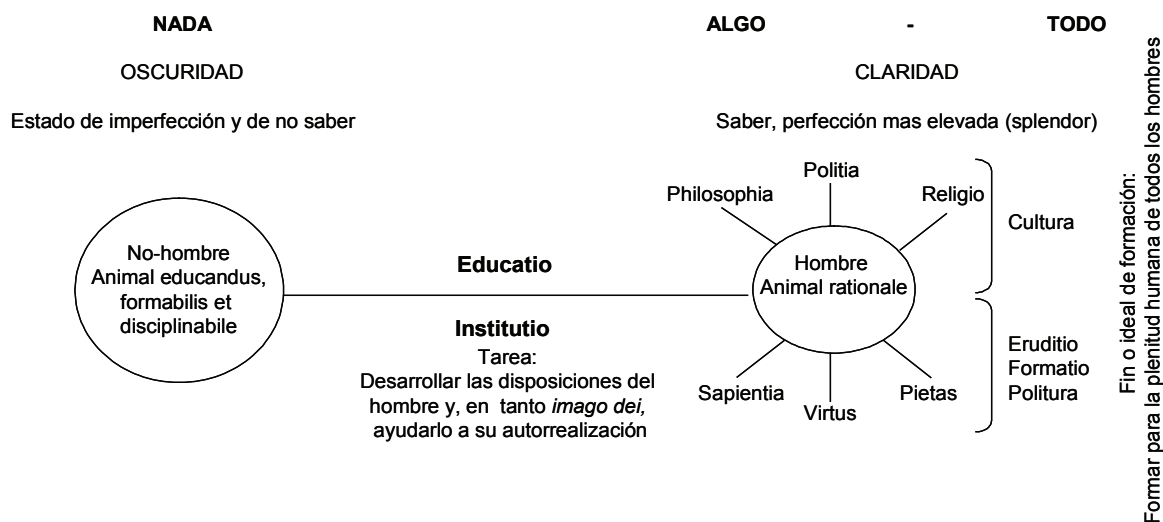 NADA
ALGO - TODO
OSCURIDAD
CLARIDAD
Estado de imperfección y de no saber
Saber, perfección mas elevada (splendor)
No-hombre
Animal educandus,
formabilis et
disciplinabile
Educatio
Institutio
Tarea:
Desarrollar las disposiciones del
hombre y, en tanto imago dei,
ayudarlo a su autorrealización
Philosophia
Politia
Religio
Hombre
Animal rationale
Sapientia
Virtus
Pietas
Cultura
Eruditio
Formatio
Politura
Fin o ideal de formación:
Formar para la plenitud humana de todos los hombres